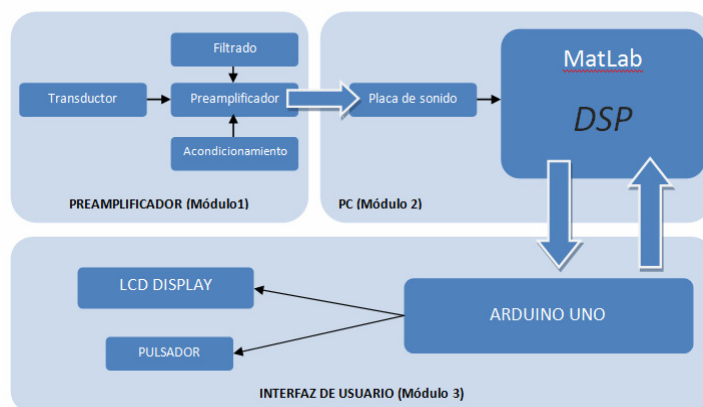 Filtrado
Transductor
Preamplificador
Acondicionamiento
PREAMPLIFICADOR (Módulo1)
Placa de sonido
MatLab
DSP
PC (Módulo 2)
LCD DISPLAY
PULSADOR
ARDUINO UNO
INTERFAZ DE USUARIO (Módulo 3)